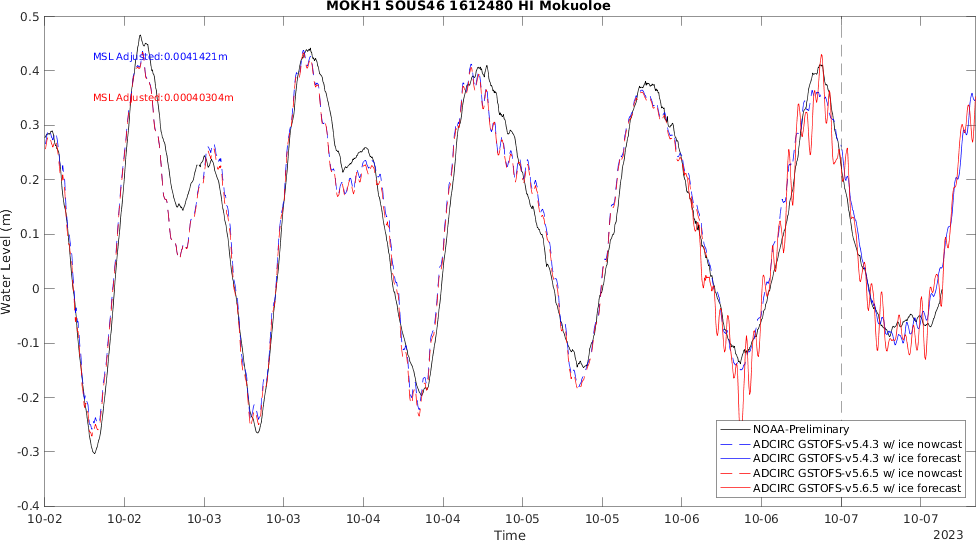 MOKH1 SOUS46 1612480 HI Mokuoloe
0.5
0.4
0.3
0.2
0.1
0
-0.1
-0.2
-0.3
-0.4
Water Level (m)
MSL Adjusted:0.0041421m
MSL Adjusted:0.00040304m
NOAA-Preliminary
ADCIRC GSTOFS-v5.4.3 w/ ice nowcast
ADCIRC GSTOFS-v5.4.3 w/ ice forecast
ADCIRC GSTOFS-v5.6.5 w/ ice nowcast
ADCIRC GSTOFS-v5.6.5 w/ ice forecast
10-02 10-02 10-03 10-03 10-04 10-04 10-05 10-05 10-06 10-06 10-07 10-07
Time
2023